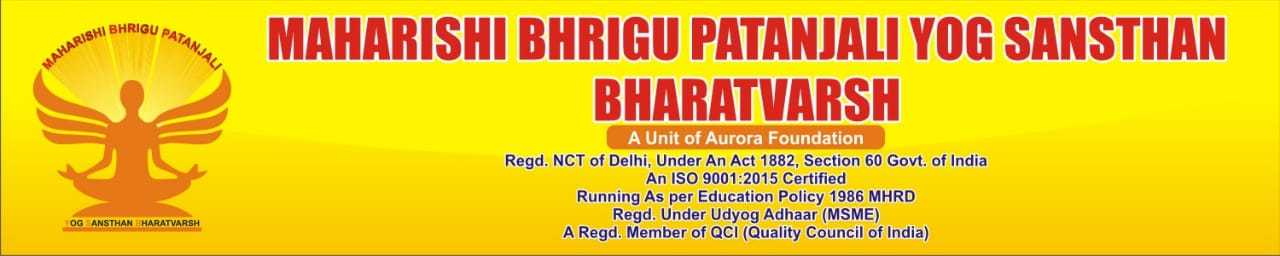 MAHARISHI BHRIGU PATANJALI
YOG SANSTHAN BHARATVARSH
MAHARISHI BHRIGU PATANJALI YOG SANSTHAN
BHARATVARSH
A Unit of Aurora Foundation
Regd. NCT of Delhi, Under An Act 1882, Section 60 Govt. of India
An ISO 9001:2015 Certified
Running As per Education Policy 1986 MHRD
Regd. Under Udyog Adhaar (MSME)
A Regd. Member of QCI (Quality Council of India)